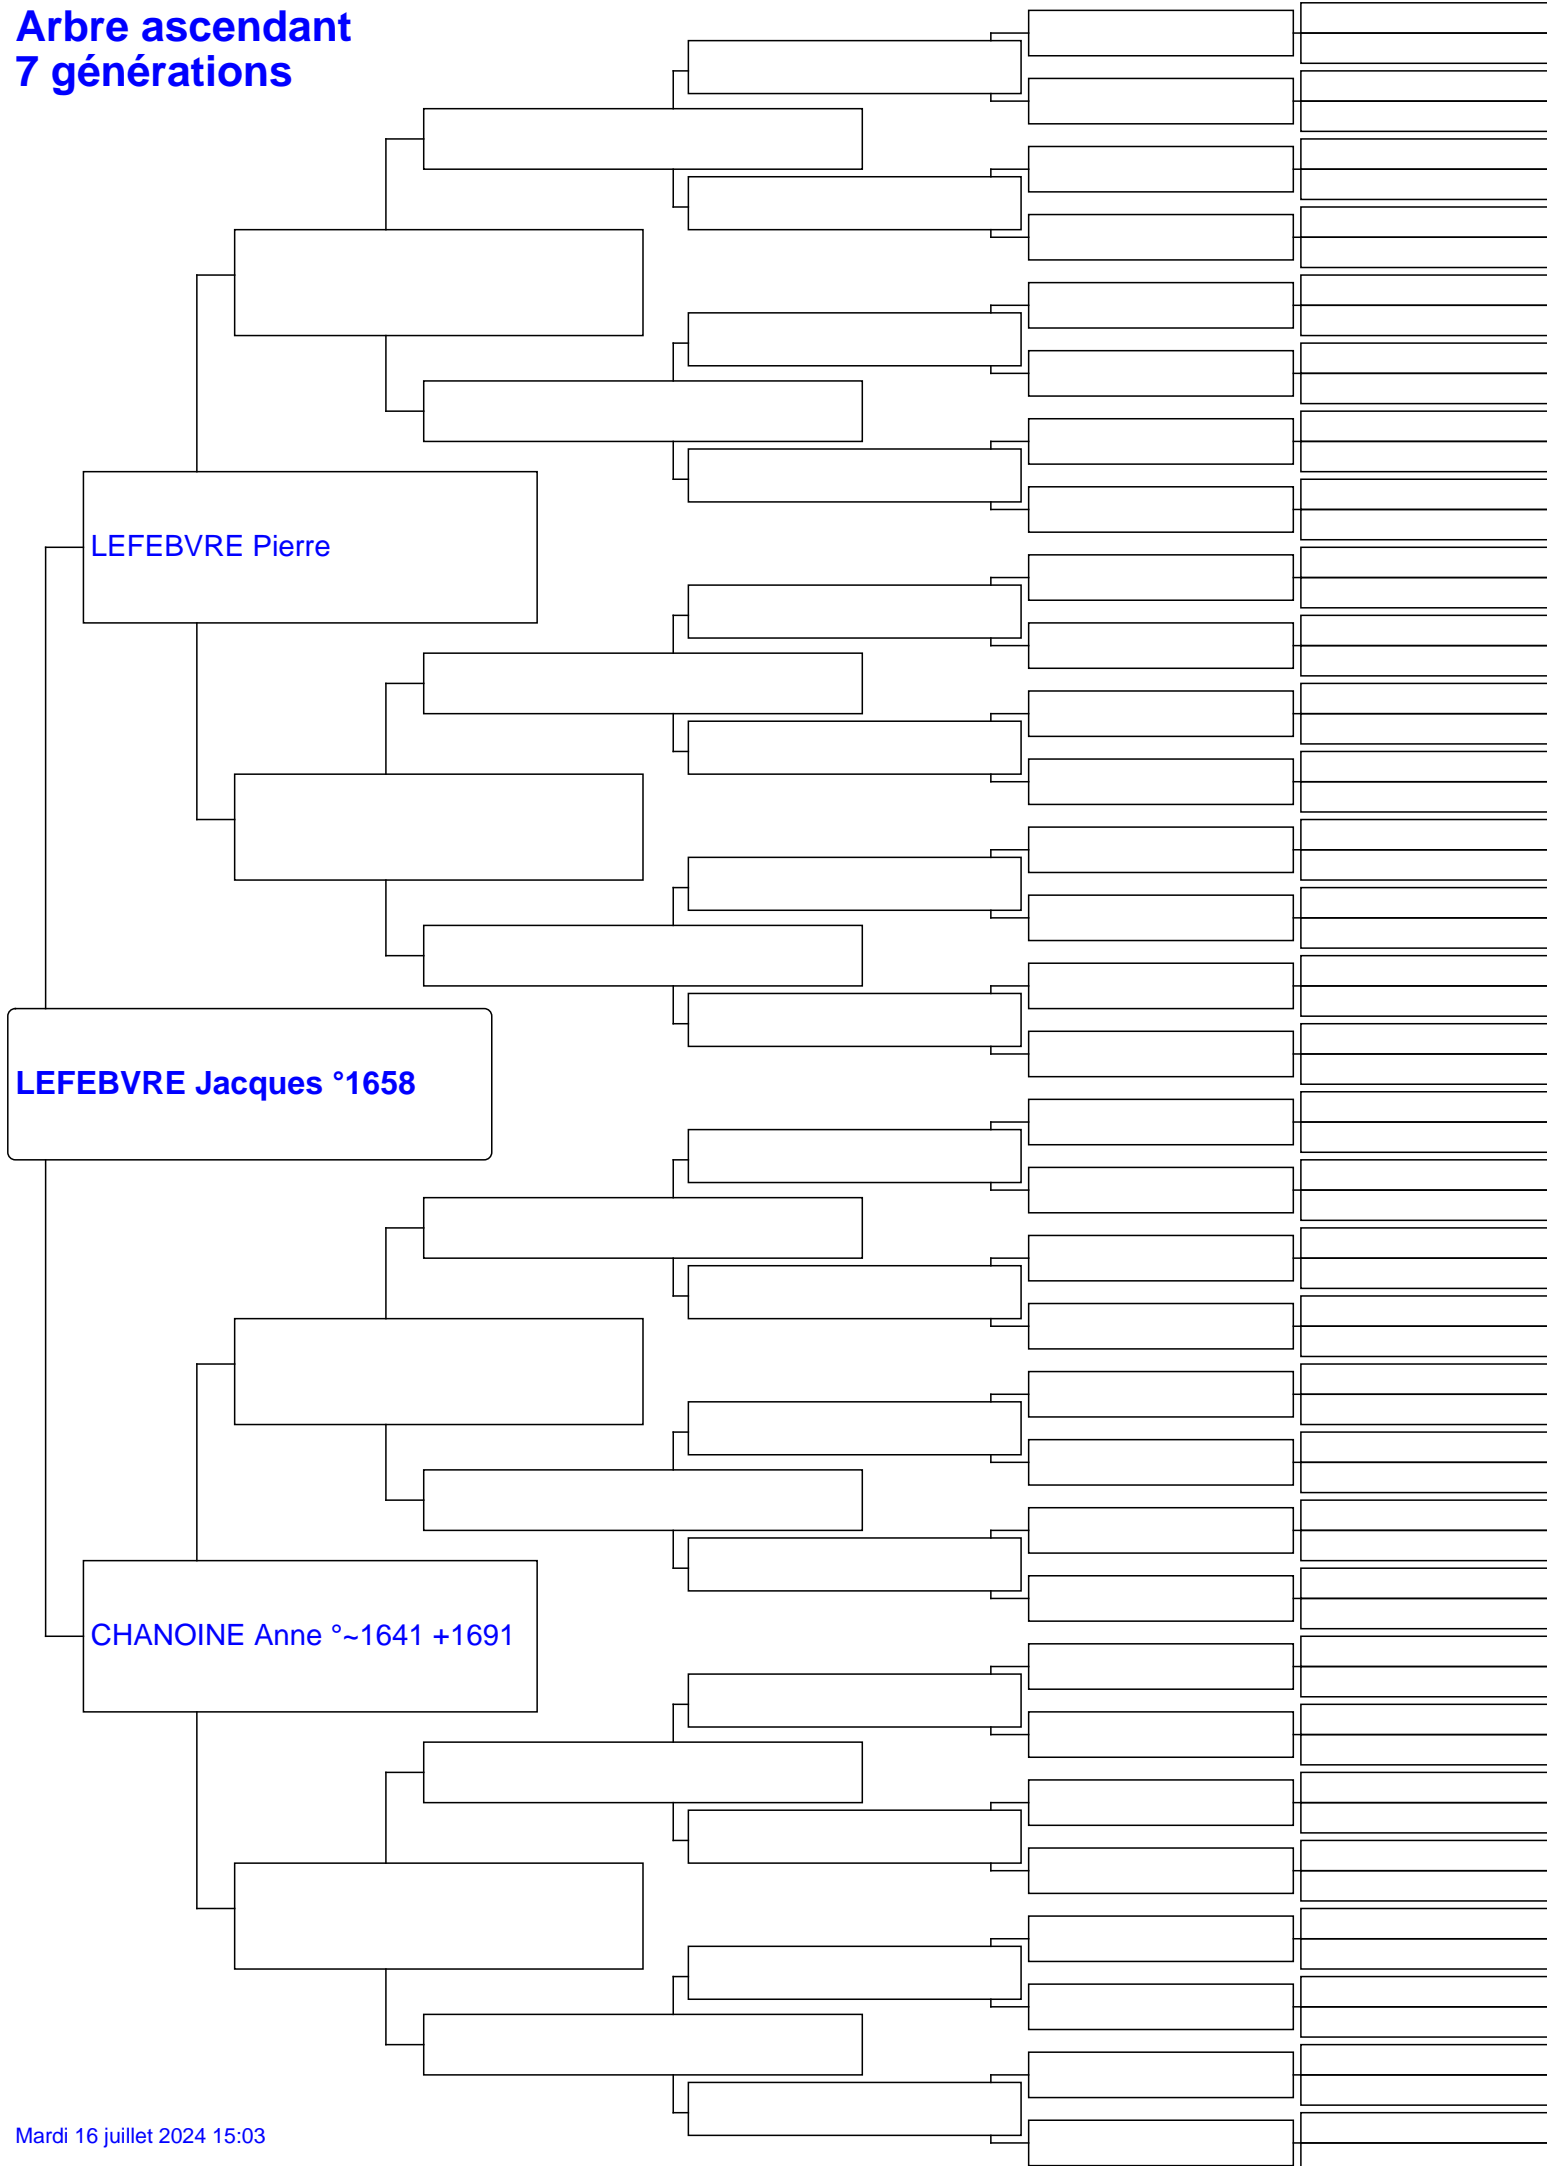 Arbre ascendant
7 générations
LEFEBVRE Pierre
LEFEBVRE Jacques °1658
CHANOINE Anne °~1641 +1691
Mardi 16 juillet 2024 15:03